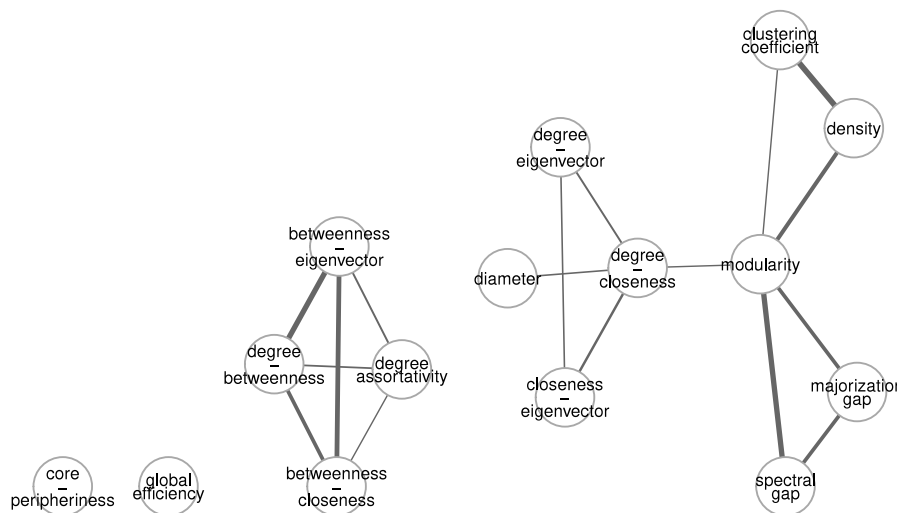 clustering
coefficient
density
degree
–
eigenvector
betweenness
–
eigenvector
degree
–
closeness
modularity
diameter
degree
–
betweenness
degree
assortativity
closeness
–
eigenvector
majorization
gap
core
–
peripheriness
global
efficiency
betweenness
–
closeness
spectral
gap